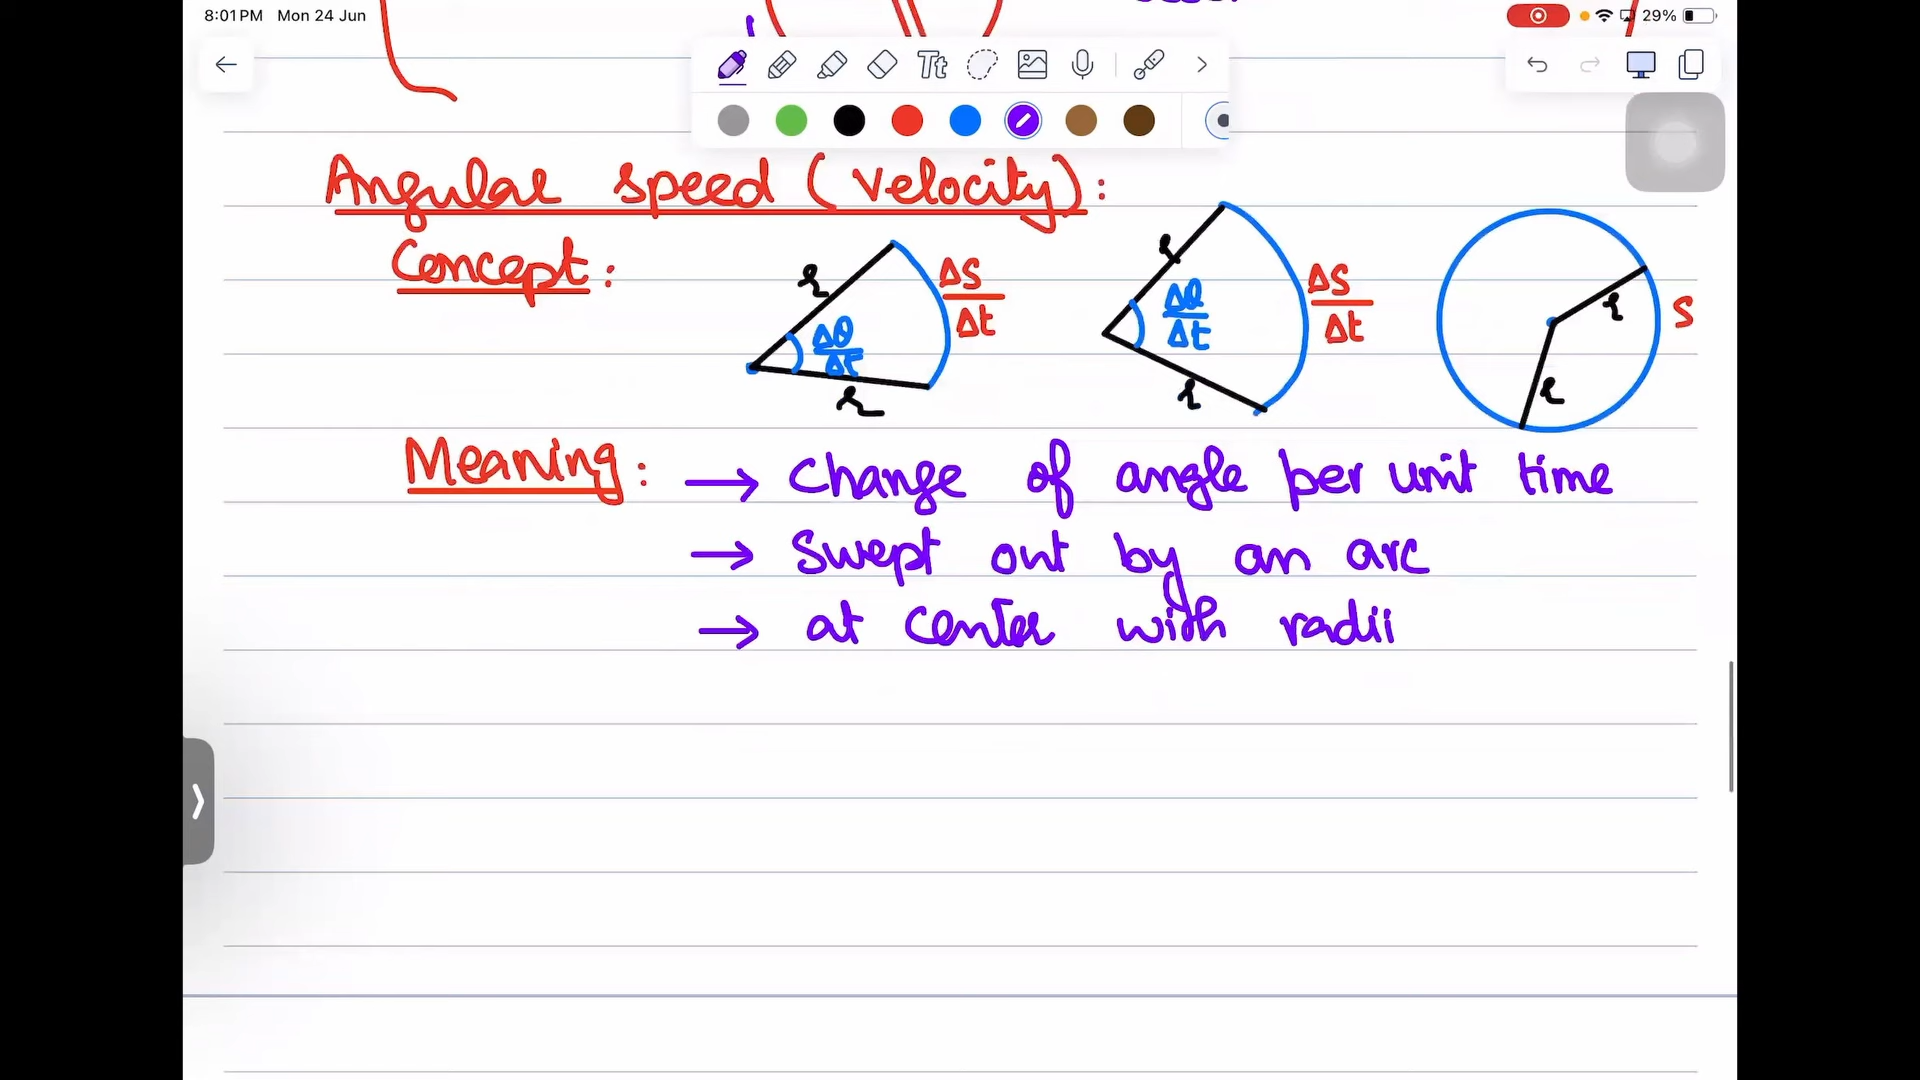 8:01 PM Mon 24 Jun
29%
Tt
Angular speed (velocity) :
Concept :
r
Δθ
Δt
r
ΔS
Δt
r
Δθ
Δt
r
ΔS
Δt
r
r
S
Meaning : → Change of angle per unit time
→ Swept out by an arc
→ at center with radii